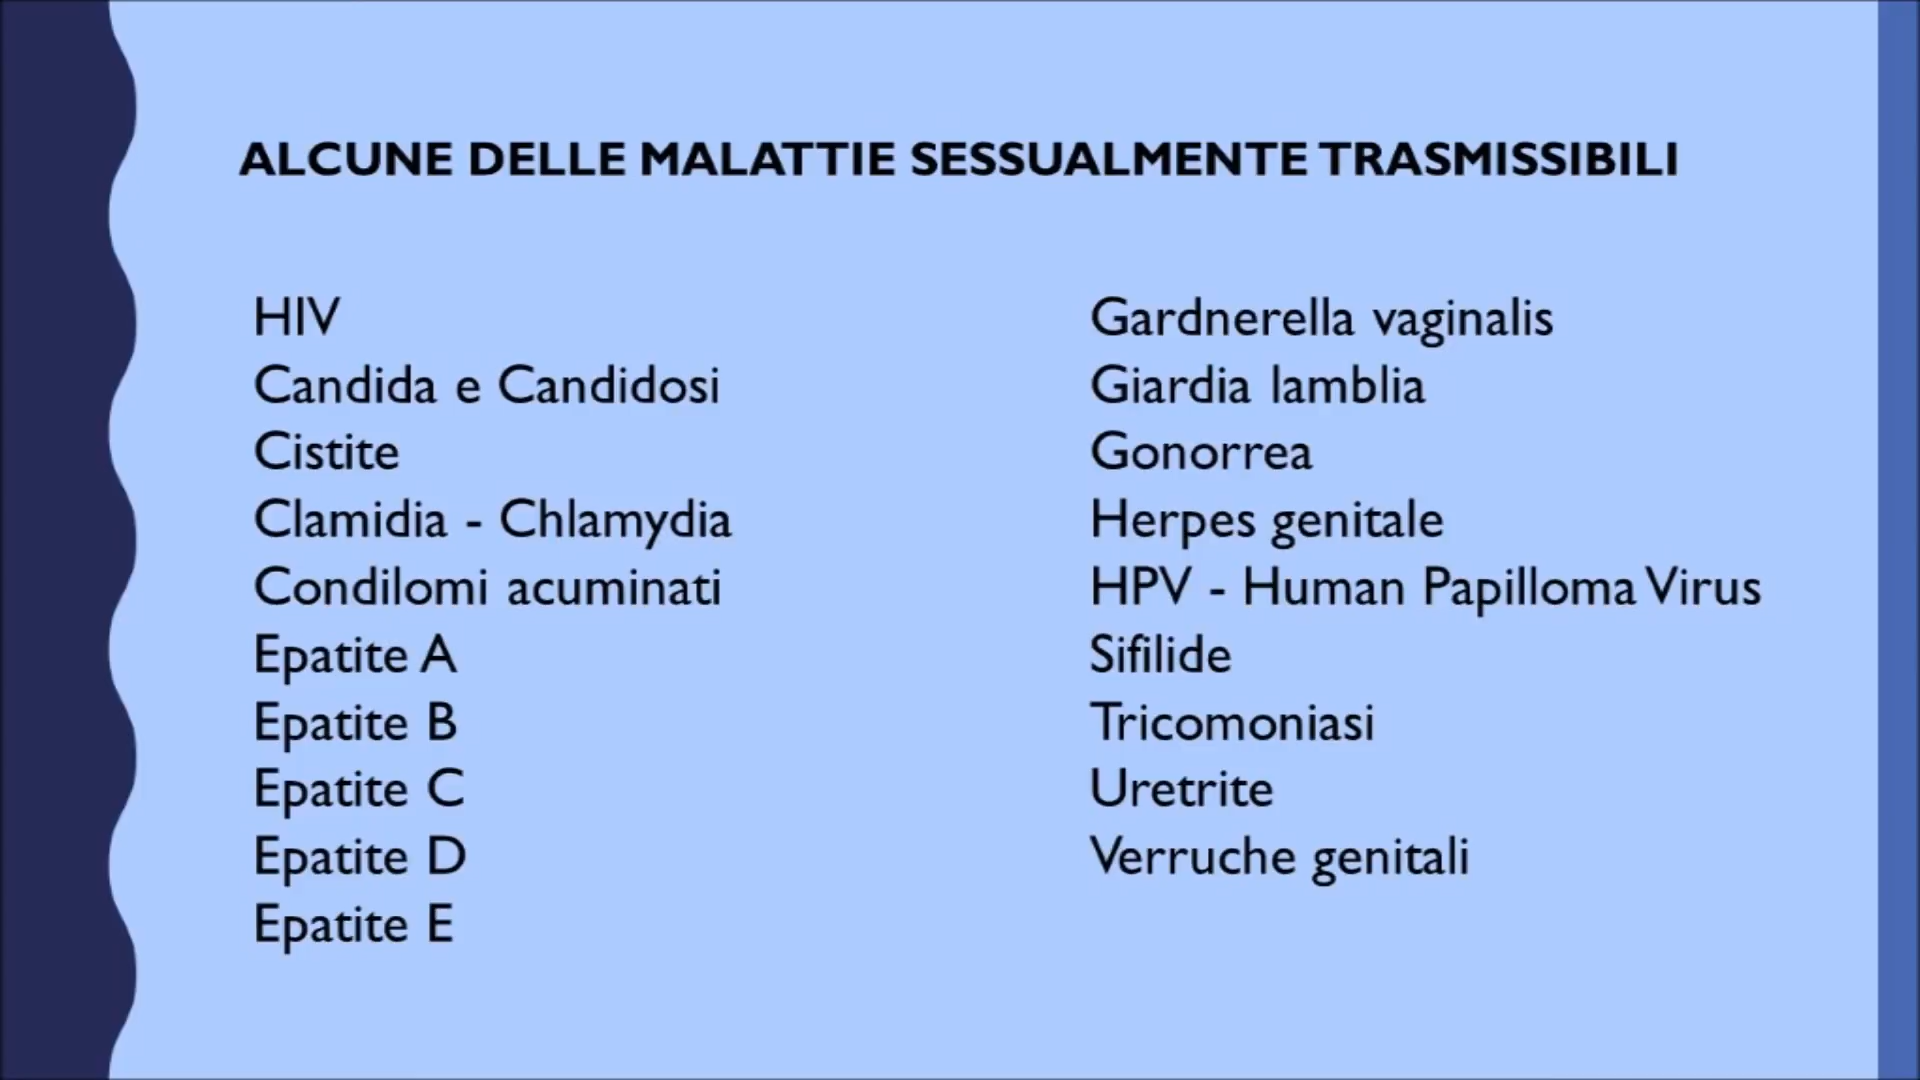 ALCUNE DELLE MALATTIE SESSUALMENTE TRASMISSIBILI
HIV
Candida e Candidosi
Cistite
Clamidia - Chlamydia
Condilomi acuminati
Epatite A
Epatite B
Epatite C
Epatite D
Epatite E
Gardnerella vaginalis
Giardia lamblia
Gonorrea
Herpes genitale
HPV - Human Papilloma Virus
Sifilide
Tricomoniasi
Uretrite
Verruche genitali